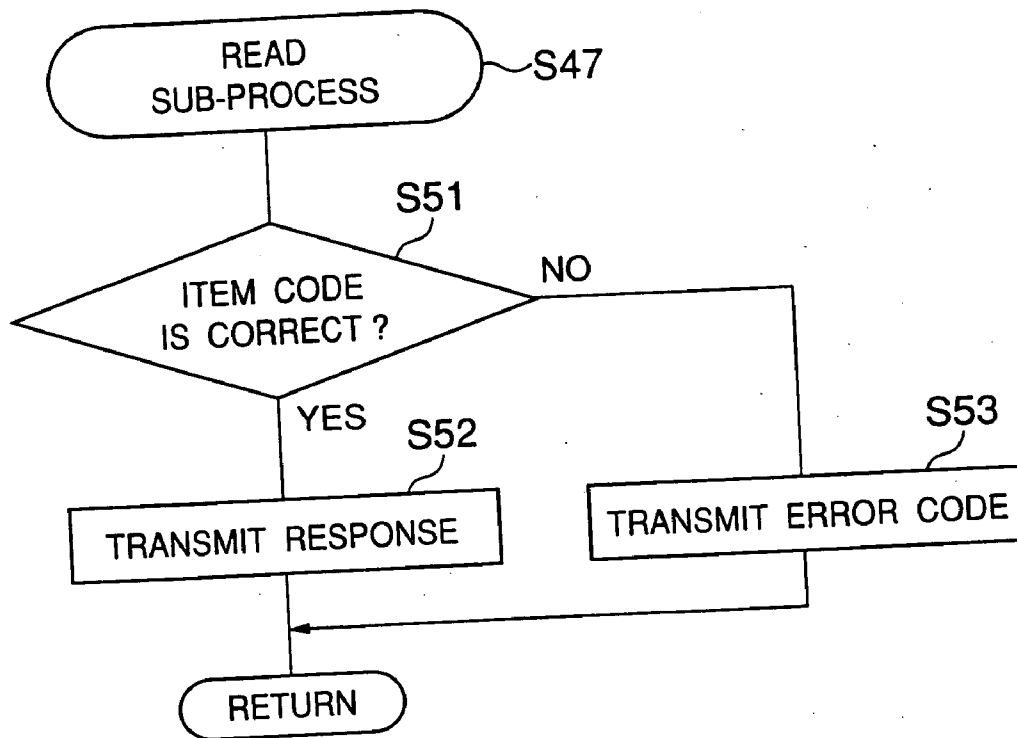 READ
SUB-PROCESS
S47
S51
ITEM CODE
IS CORRECT ?
NO
YES
S52
TRANSMIT RESPONSE
S53
TRANSMIT ERROR CODE
RETURN